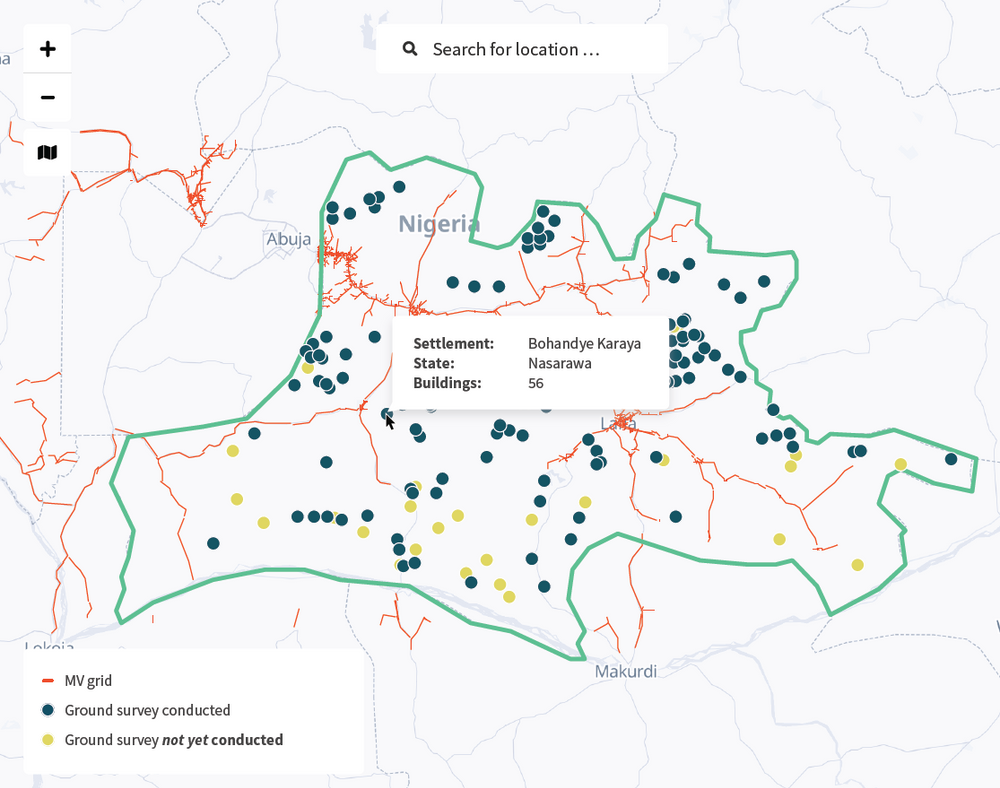 +
Search for location ...
−
Nigeria
Abuja
Settlement: Bohandye Karaya
State: Nasarawa
Buildings: 56
Lafia
Makurdi
Lokoja
MV grid
Ground survey conducted
Ground survey not yet conducted